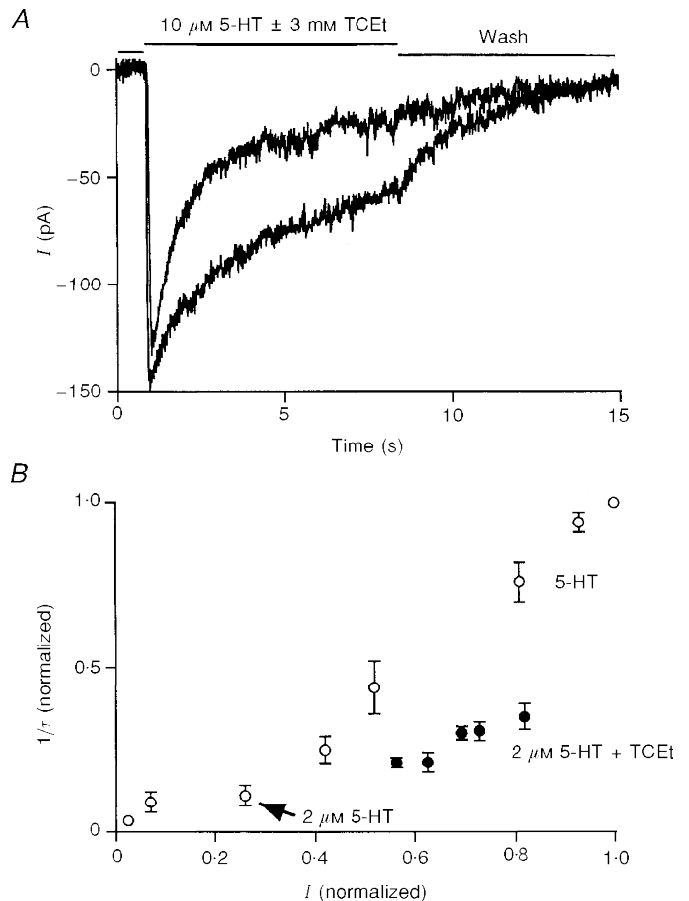 A
10 μM 5-HT ± 3 mM TCEt
Wash
0
−50
−100
−150
I (pA)
0
5
10
15
Time (s)
B
1·0
0·5
0
1/τ (normalized)
5-HT
2 μM 5-HT + TCEt
2 μM 5-HT
0
0·2
0·4
0·6
0·8
1·0
I (normalized)